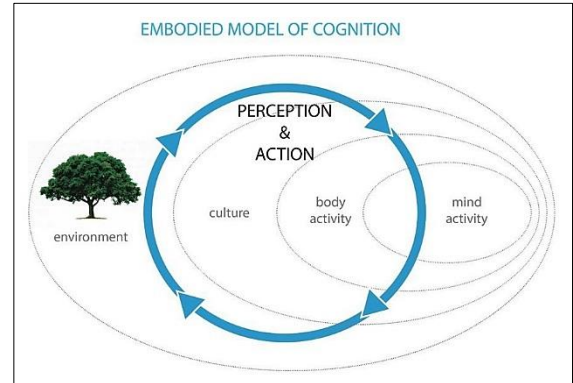 EMBODIED MODEL OF COGNITION
PERCEPTION
&
ACTION
culture
body
activity
mind
activity
environment